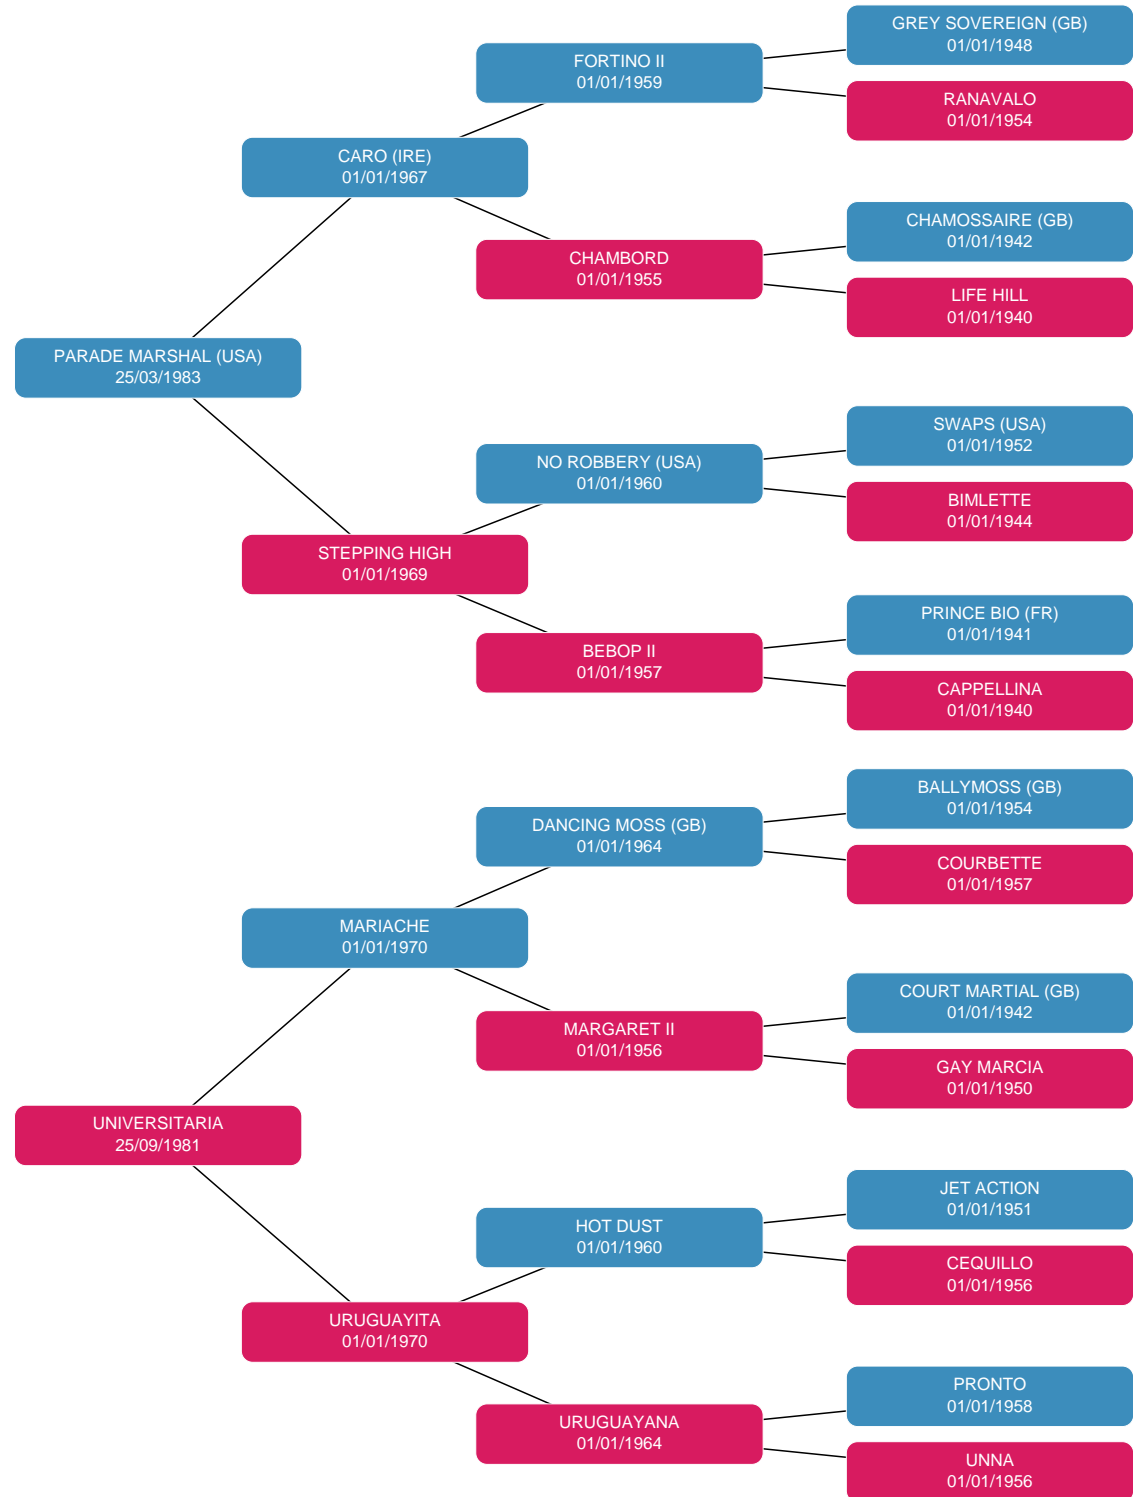 GREY SOVEREIGN (GB)
01/01/1948
FORTINO II
01/01/1959
RANAVALO
01/01/1954
CARO (IRE)
01/01/1967
CHAMOSSAIRE (GB)
01/01/1942
CHAMBORD
01/01/1955
LIFE HILL
01/01/1940
PARADE MARSHAL (USA)
25/03/1983
SWAPS (USA)
01/01/1952
NO ROBBERY (USA)
01/01/1960
BIMLETTE
01/01/1944
STEPPING HIGH
01/01/1969
PRINCE BIO (FR)
01/01/1941
BEBOP II
01/01/1957
CAPPELLINA
01/01/1940
BALLYMOSS (GB)
01/01/1954
DANCING MOSS (GB)
01/01/1964
COURBETTE
01/01/1957
MARIACHE
01/01/1970
COURT MARTIAL (GB)
01/01/1942
MARGARET II
01/01/1956
GAY MARCIA
01/01/1950
UNIVERSITARIA
25/09/1981
JET ACTION
01/01/1951
HOT DUST
01/01/1960
CEQUILLO
01/01/1956
URUGUAYITA
01/01/1970
PRONTO
01/01/1958
URUGUAYANA
01/01/1964
UNNA
01/01/1956